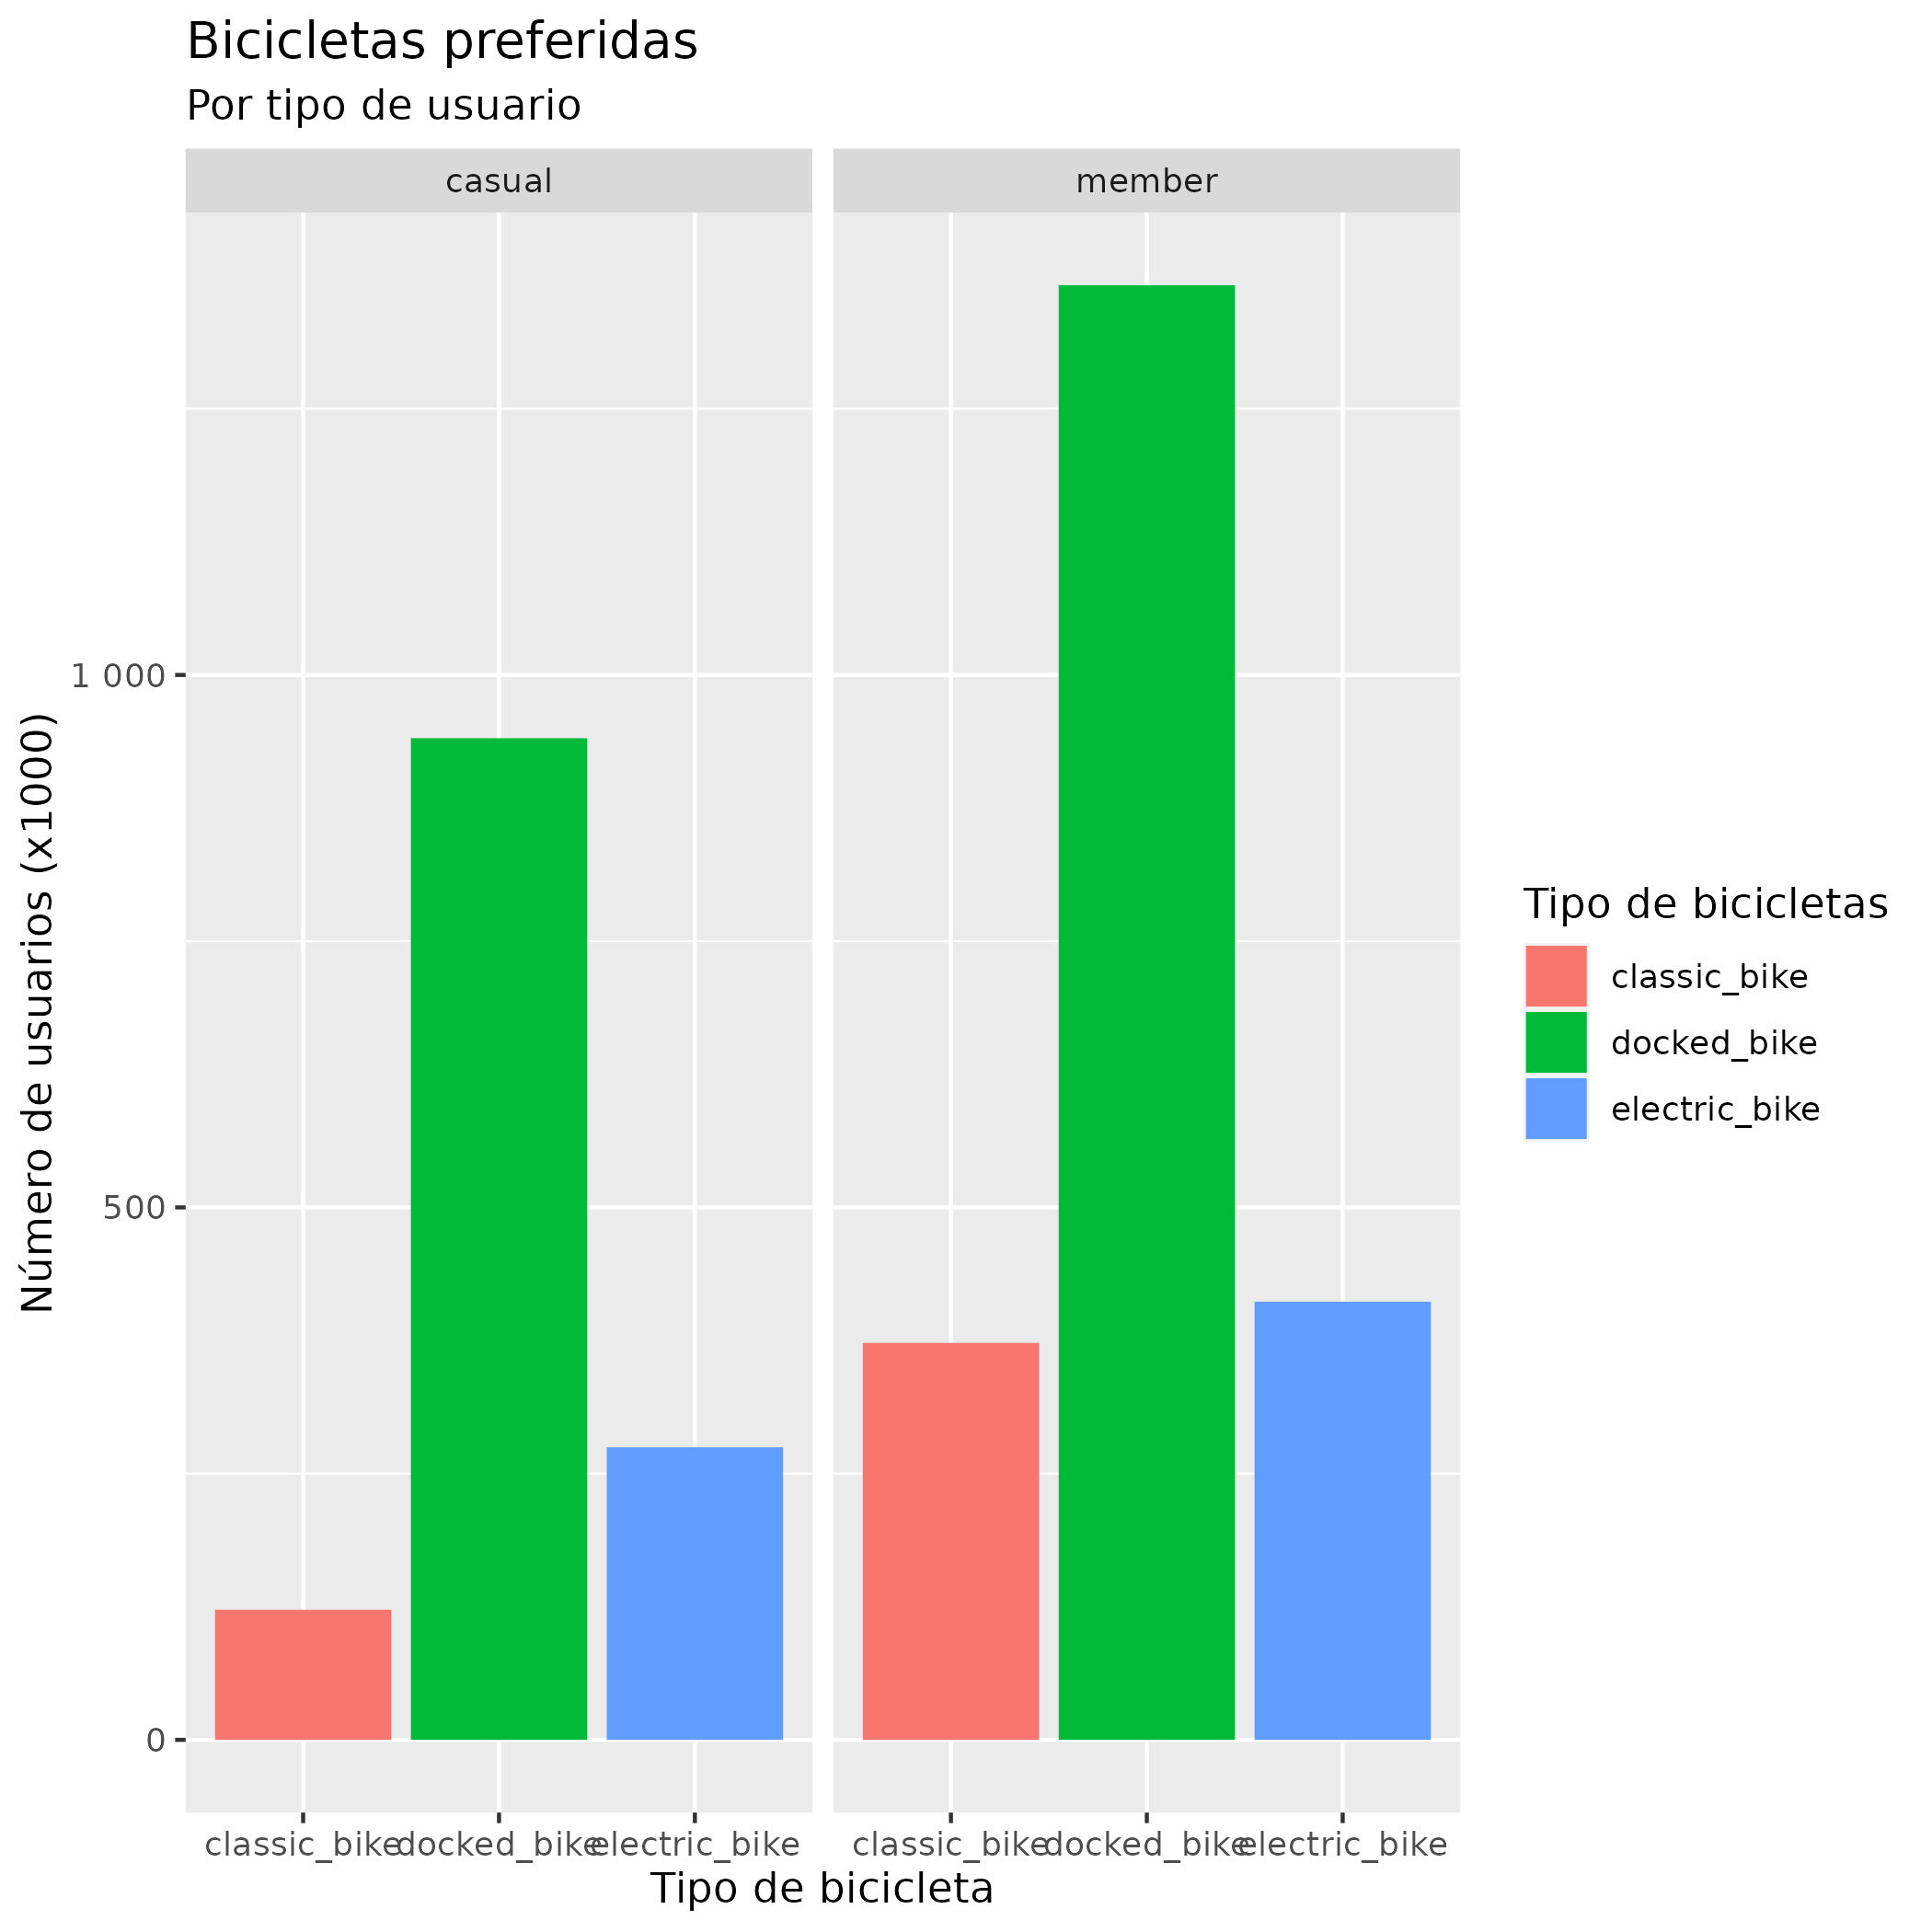 Bicicletas preferidas
Por tipo de usuario
casual
member
1 000
500
0
Número de usuarios (x1000)
classic_bike
docked_bike
electric_bike
classic_bike
docked_bike
electric_bike
Tipo de bicicleta
Tipo de bicicletas
classic_bike
docked_bike
electric_bike